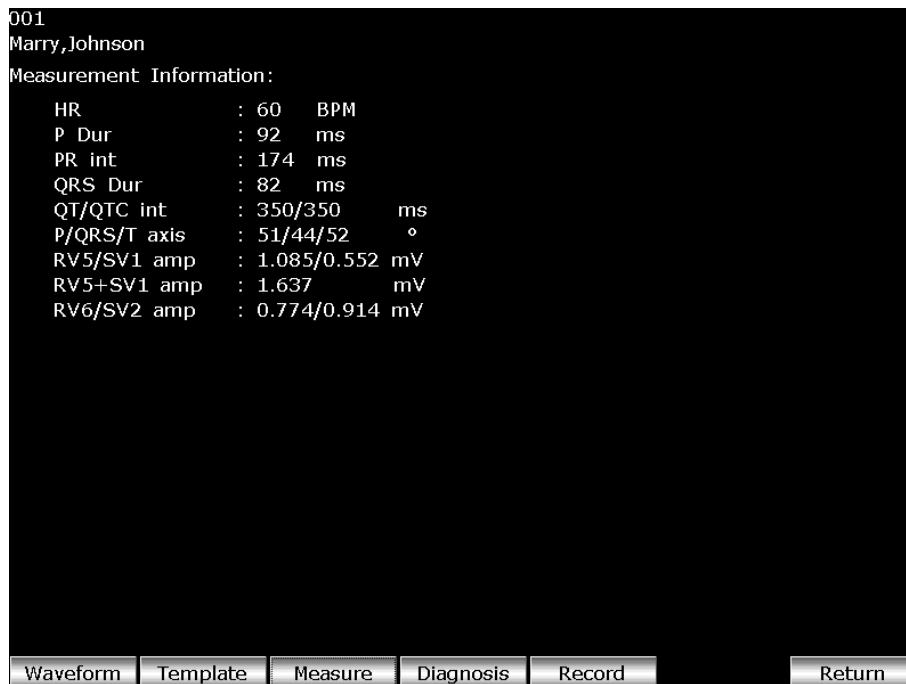 001
Marry,Johnson
Measurement Information:
HR : 60 BPM
P Dur : 92 ms
PR int : 174 ms
QRS Dur : 82 ms
QT/QTC int : 350/350 ms
P/QRS/T axis : 51/44/52 °
RV5/SV1 amp : 1.085/0.552 mV
RV5+SV1 amp : 1.637 mV
RV6/SV2 amp : 0.774/0.914 mV
Waveform Template Measure Diagnosis Record Return